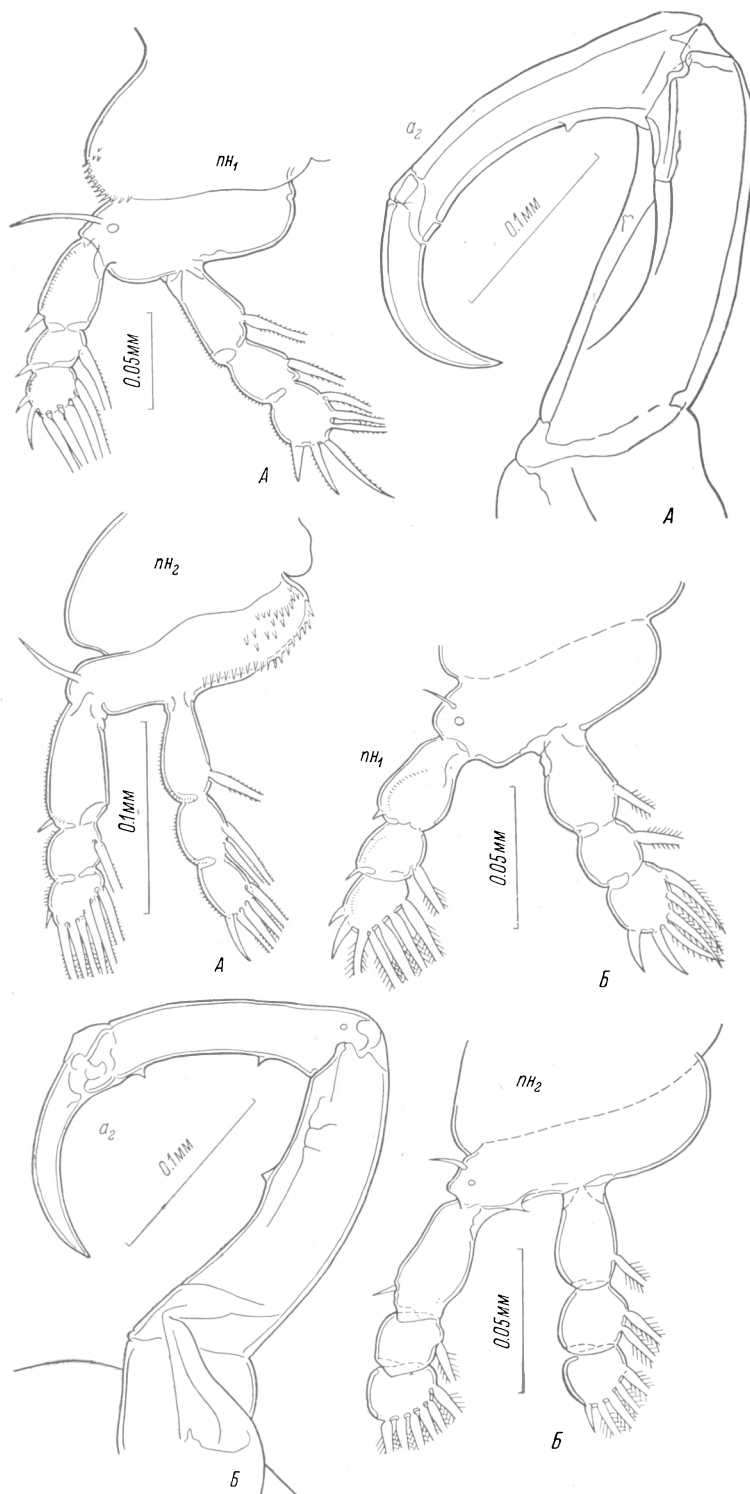 пн₁
a₂
0.1мм
0.05мм
А
А
пн₂
0.1мм
пн₁
0.05мм
А
Б
a₂
0.1мм
пн₂
0.05мм
Б
Б